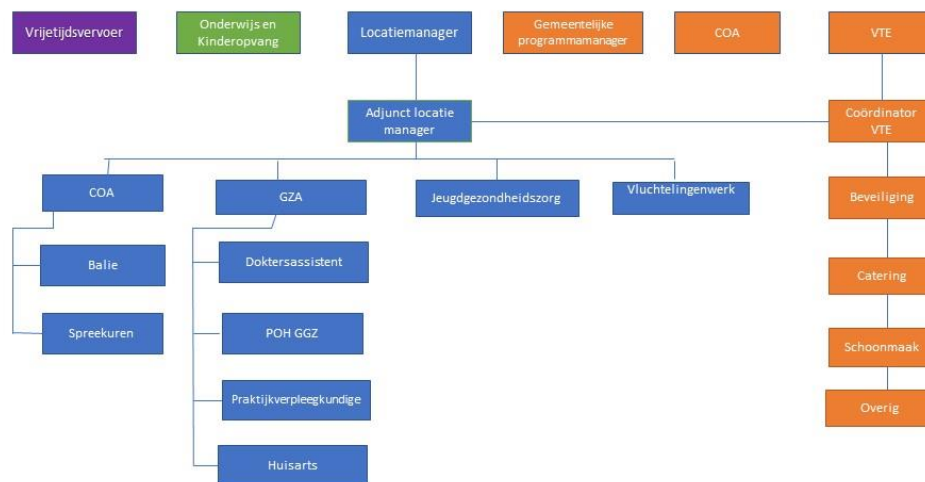 Vrijetijdsvervoer
Onderwijs en
Kinderopvang
Locatiemanager
Gemeentelijke
programmamanager
COA
VTE
Adjunct locatie
manager
Coördinator
VTE
COA
GZA
Jeugdgezondheidszorg
Vluchtelingenwerk
Beveiliging
Balie
Doktersassistent
Catering
Spreekuren
POH GGZ
Schoonmaak
Praktijkverpleegkundige
Overig
Huisarts